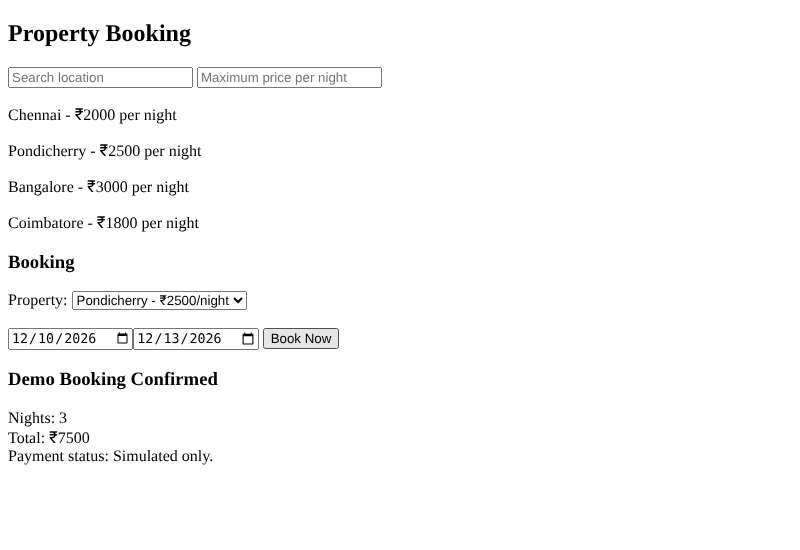 Property Booking
Search location Maximum price per night
Chennai - ₹2000 per night
Pondicherry - ₹2500 per night
Bangalore - ₹3000 per night
Coimbatore - ₹1800 per night
Booking
Property: Pondicherry - ₹2500/night
12/10/2026 12/13/2026 Book Now
Demo Booking Confirmed
Nights: 3
Total: ₹7500
Payment status: Simulated only.